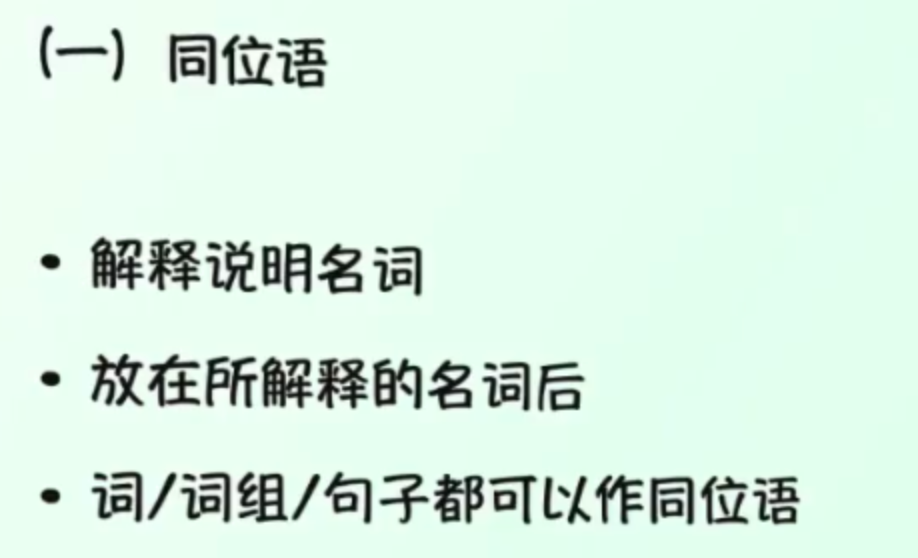 (一) 同位语
• 解释说明名词
• 放在所解释的名词后
• 词/词组/句子都可以作同位语